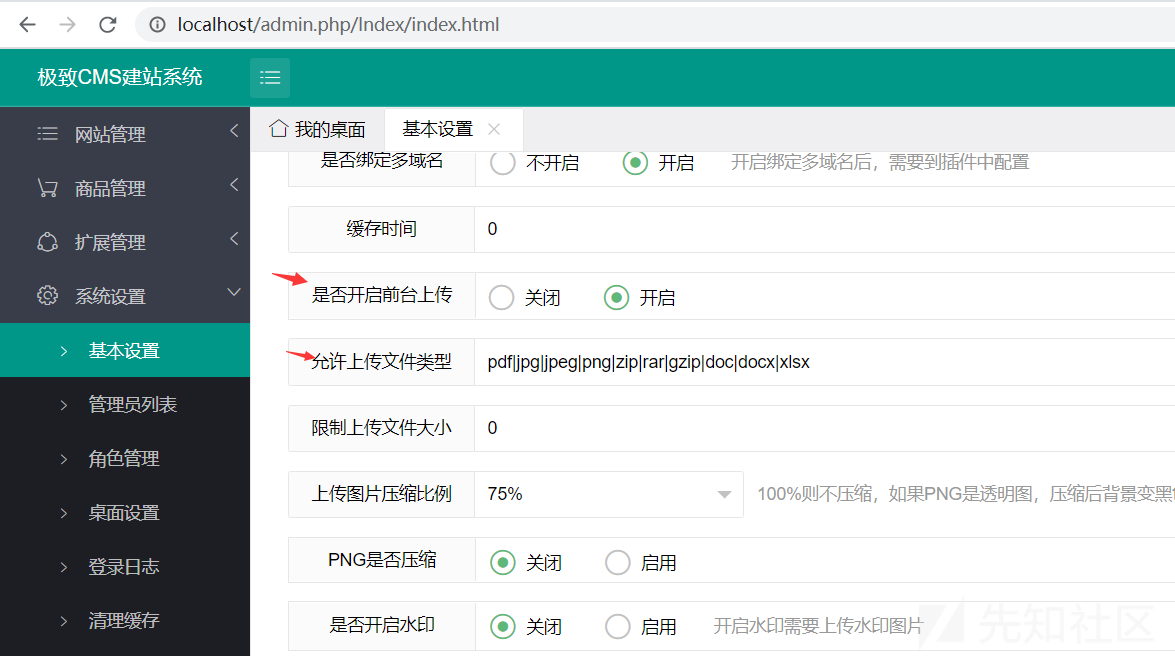 localhost/admin.php/Index/index.html
极致CMS建站系统
网站管理
商品管理
扩展管理
系统设置
基本设置
管理员列表
角色管理
桌面设置
登录日志
清理缓存
我的桌面 基本设置
是否绑定多域名 不开启 开启 开启绑定多域名后，需要到插件中配置
缓存时间 0
是否开启前台上传 关闭 开启
允许上传文件类型 pdf|jpg|jpeg|png|zip|rar|gzip|doc|docx|xlsx
限制上传文件大小 0
上传图片压缩比例 75% 100%则不压缩，如果PNG是透明图，压缩后背景变黑
PNG是否压缩 关闭 启用
是否开启水印 关闭 启用 开启水印需要上传水印图片
先知社区